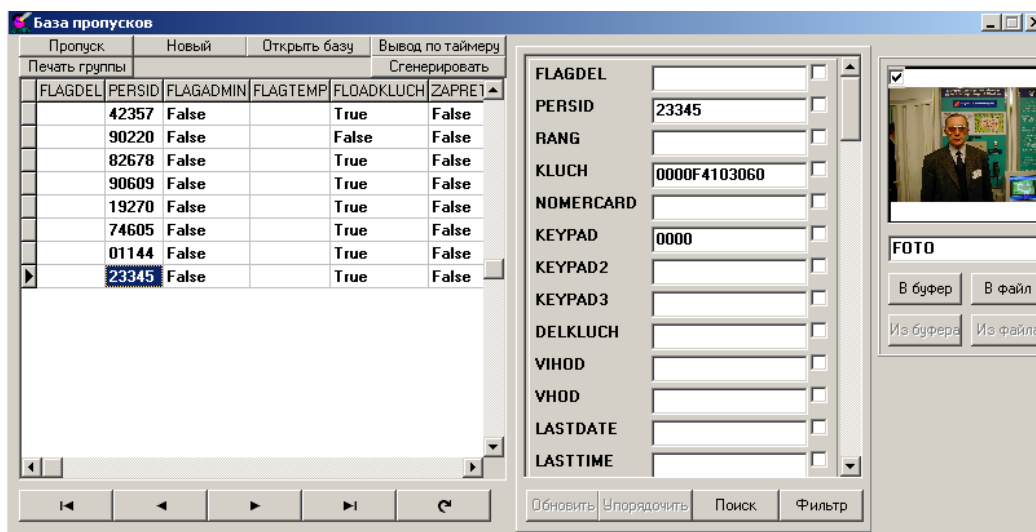 База пропусков
Пропуск Новый Открыть базу Вывод по таймеру
Печать группы Сгенерировать
FLAGDEL PERSID FLAGADMIN FLAGTEMP FLOADKLUCH ZAPRET
42357 False True False
90220 False False False
82678 False True False
90609 False True False
19270 False True False
74605 False True False
01144 False True False
23345 False True False
FLAGDEL
PERSID 23345
RANG
KLUCH 0000F4103060
NOMERCARD
KEYPAD 0000
KEYPAD2
KEYPAD3
DELKLUCH
VIHOD
VHOD
LASTDATE
LASTTIME
Обновить Упорядочить Поиск Фильтр
FOTO
В буфер В файл
Из буфера Из файла